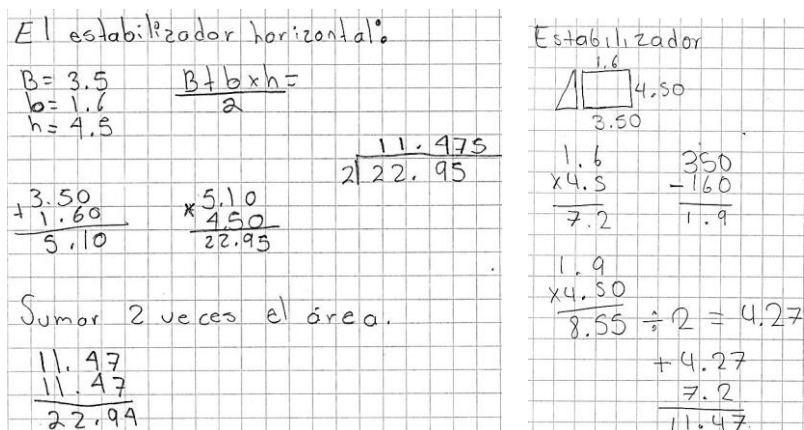 El estabilizador horizontal:
B = 3.5
b = 1.6
h = 4.5
B + b x h =
2
11.475
2 22.95
+ 3.50
1.60
5.10
x 5.10
4.50
22.95
Sumar 2 veces el área.
11.47
11.47
22.94
Estabilizador
1.6
4.50
3.50
1.6
x4.5
7.2
350
-160
1.9
1.9
x4.50
8.55 ÷ 2 = 4.27
+ 4.27
7.2
11.47